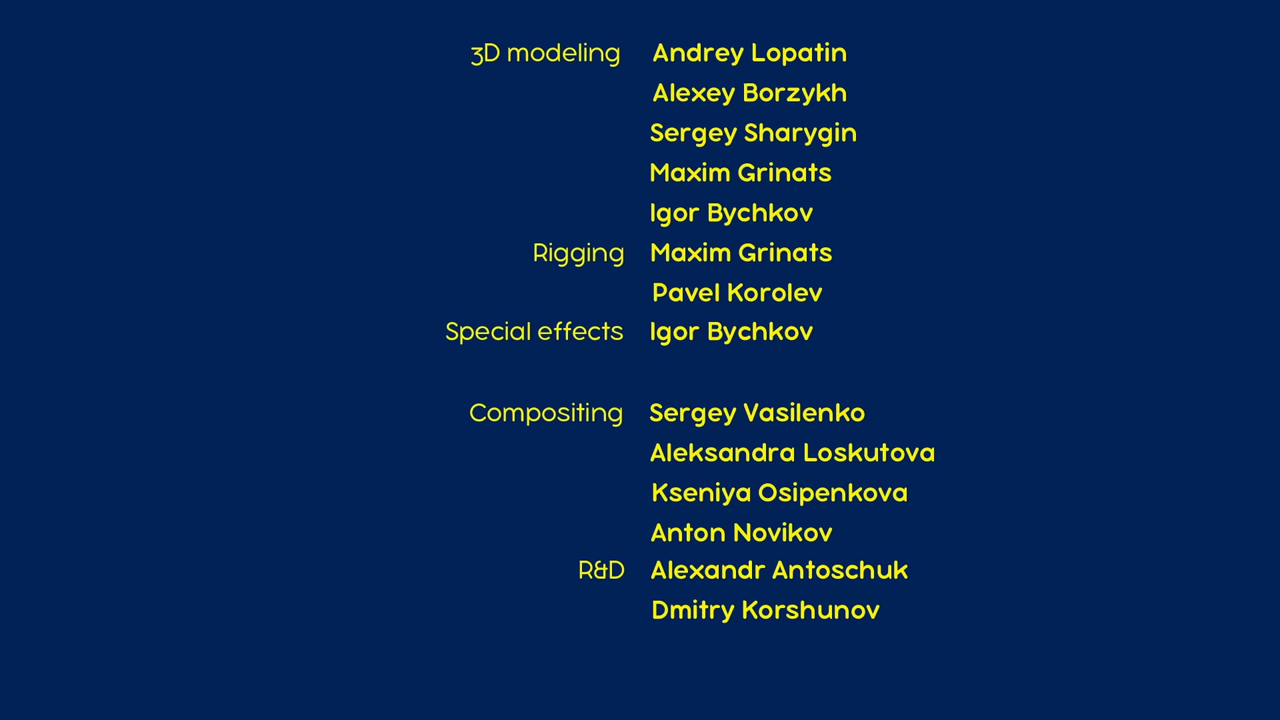 3D modeling Andrey Lopatin
Alexey Borzykh
Sergey Sharygin
Maxim Grinats
Igor Bychkov
Rigging Maxim Grinats
Pavel Korolev
Special effects Igor Bychkov
Compositing Sergey Vasilenko
Aleksandra Loskutova
Kseniya Osipenkova
Anton Novikov
R&D Alexandr Antoschuk
Dmitry Korshunov